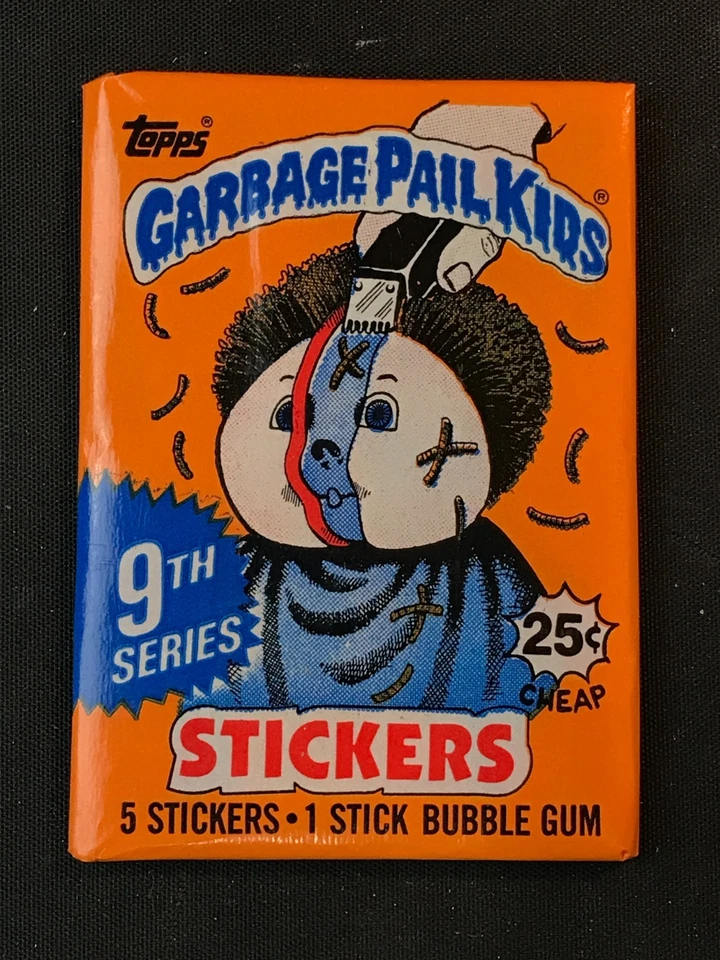 topps®
GARBAGE PAIL KIDS®
9TH
SERIES
25¢
CHEAP
STICKERS
5 STICKERS • 1 STICK BUBBLE GUM